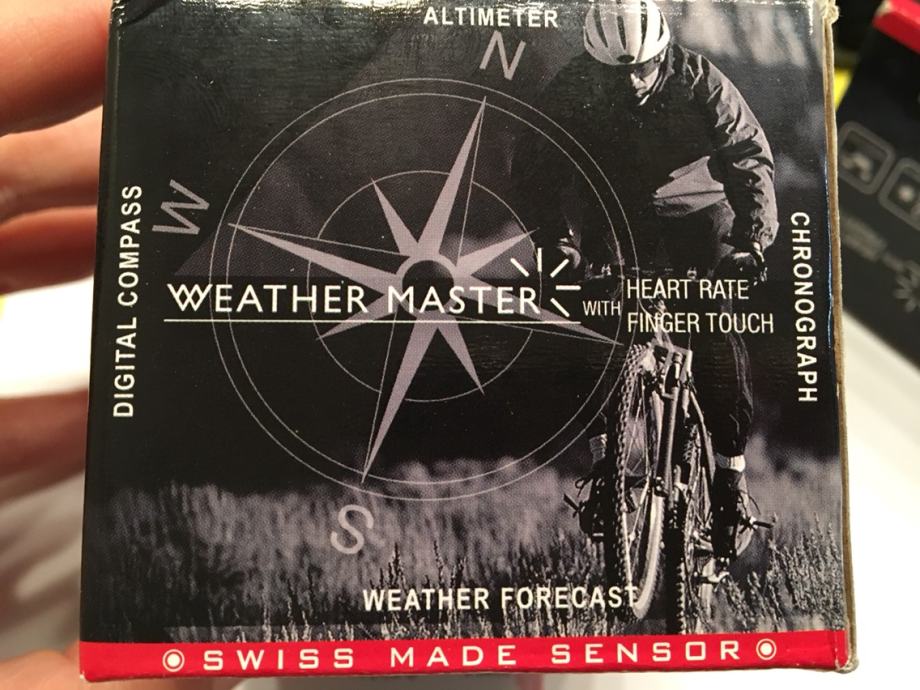 ALTIMETER
N
W
DIGITAL COMPASS
WEATHER MASTER
WITH
HEART RATE
FINGER TOUCH
CHRONOGRAPH
S
WEATHER FORECAST
SWISS MADE SENSOR